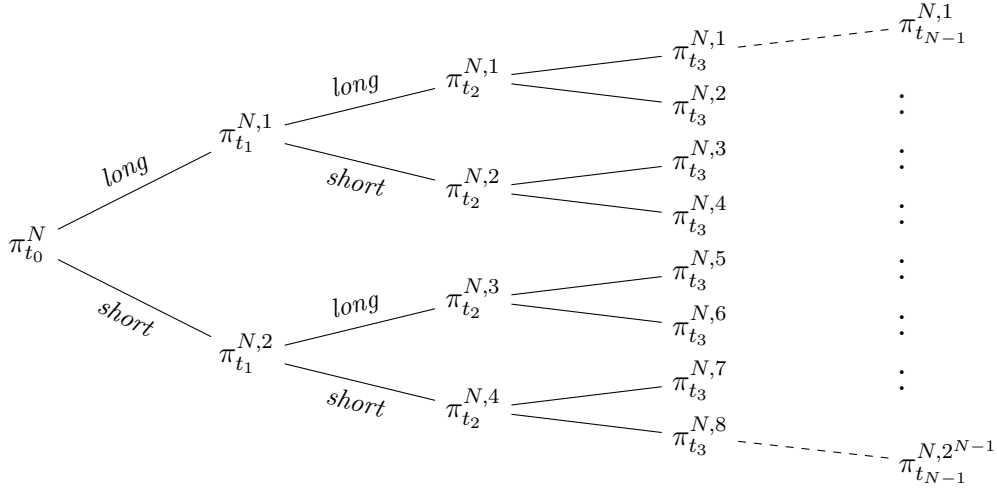 π_{t_{N-1}}^{N,1}
π_{t_3}^{N,1}
long
π_{t_2}^{N,1}
π_{t_3}^{N,2}
long
π_{t_1}^{N,1}
π_{t_3}^{N,3}
short
π_{t_2}^{N,2}
π_{t_3}^{N,4}
π_{t_0}^{N}
π_{t_3}^{N,5}
long
π_{t_2}^{N,3}
short
π_{t_3}^{N,6}
π_{t_1}^{N,2}
π_{t_3}^{N,7}
short
π_{t_2}^{N,4}
π_{t_3}^{N,8}
π_{t_{N-1}}^{N,2^{N-1}}